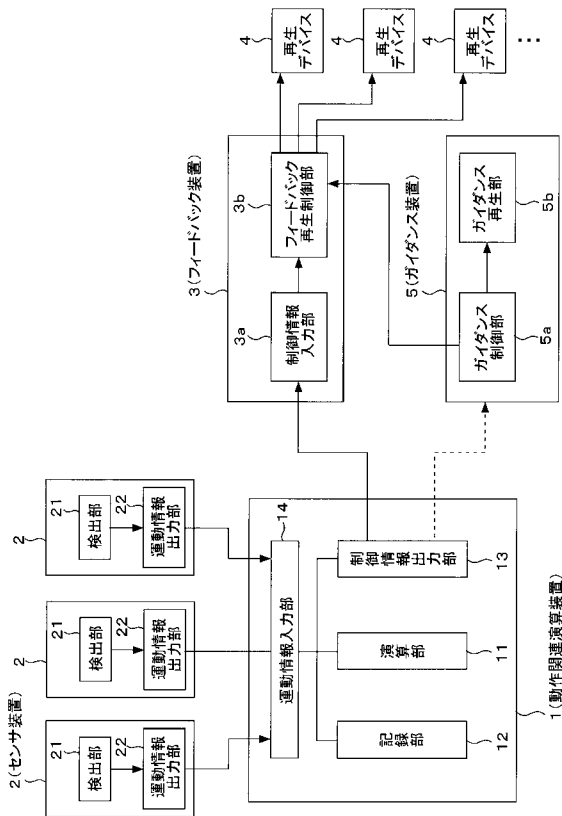 2(センサ装置)
21
検出部
22
運動情報
出力部
2
21
検出部
22
運動情報
出力部
2
21
検出部
22
運動情報
出力部
14
運動情報入力部
記録部
12
演算部
11
制御情報出力部
13
1(動作関連演算装置)
3(フィードバック装置)
3a
制御情報
入力部
3b
フィードバック
再生制御部
4
再生
デバイス
4
再生
デバイス
4
再生
デバイス
…
5(ガイダンス装置)
ガイダンス
制御部
5a
ガイダンス
再生部
5b